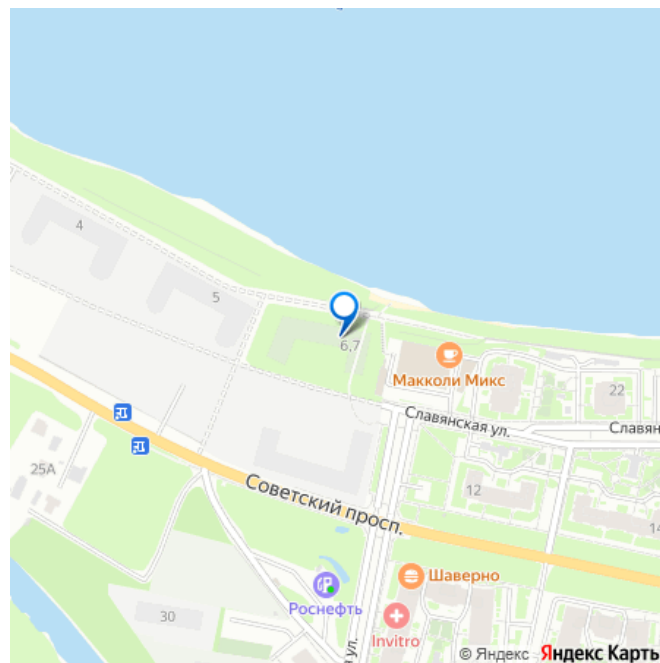 4
5
6,7
Макколи Микс
22
Славянская ул.
Славян
25А
12
14
Советский просп.
Шаверно
Роснефть
30
Invitro
ул.
© Яндекс Яндекс Карты